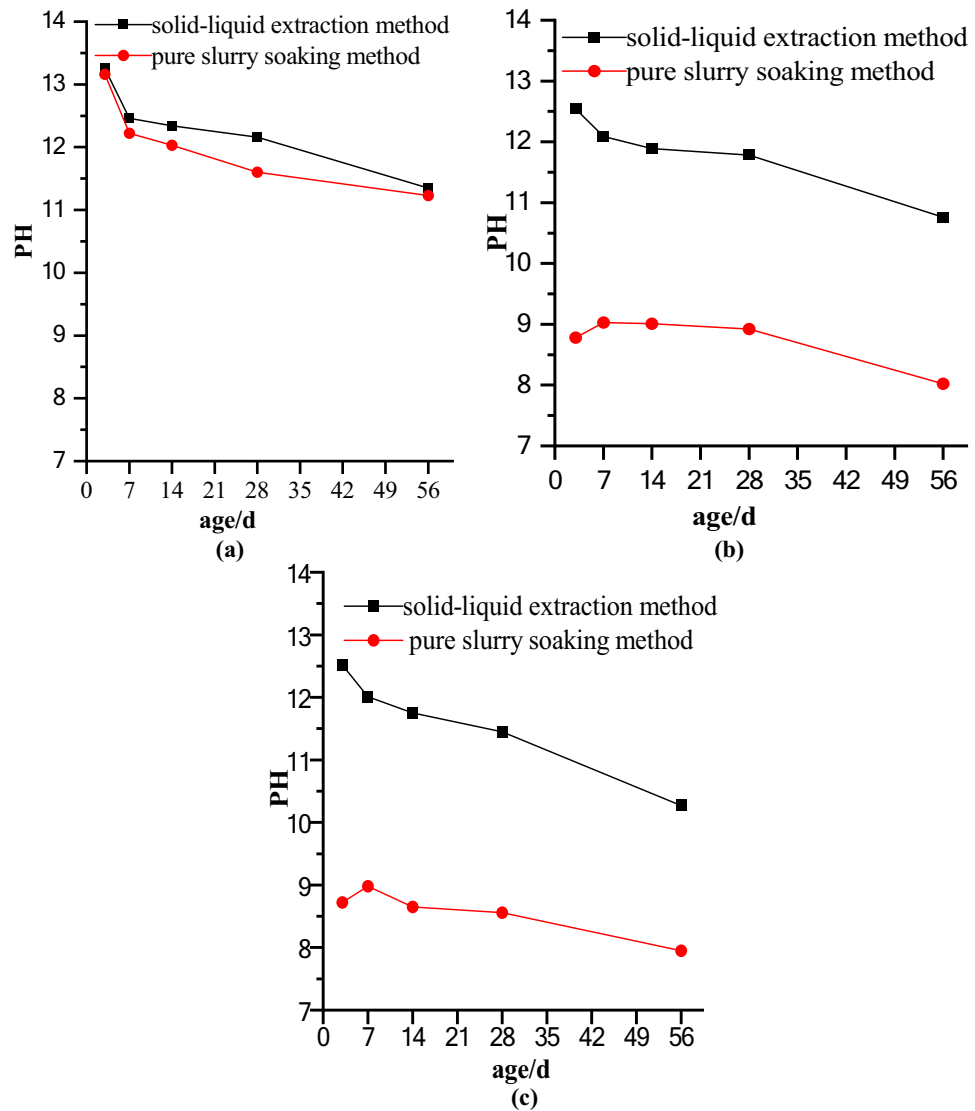 solid-liquid extraction method
pure slurry soaking method
14
13
12
11
10
9
8
7
PH
0 7 14 21 28 35 42 49 56
age/d
(a)
solid-liquid extraction method
pure slurry soaking method
14
13
12
11
10
9
8
7
PH
0 7 14 21 28 35 42 49 56
age/d
(b)
solid-liquid extraction method
pure slurry soaking method
14
13
12
11
10
9
8
7
PH
0 7 14 21 28 35 42 49 56
age/d
(c)